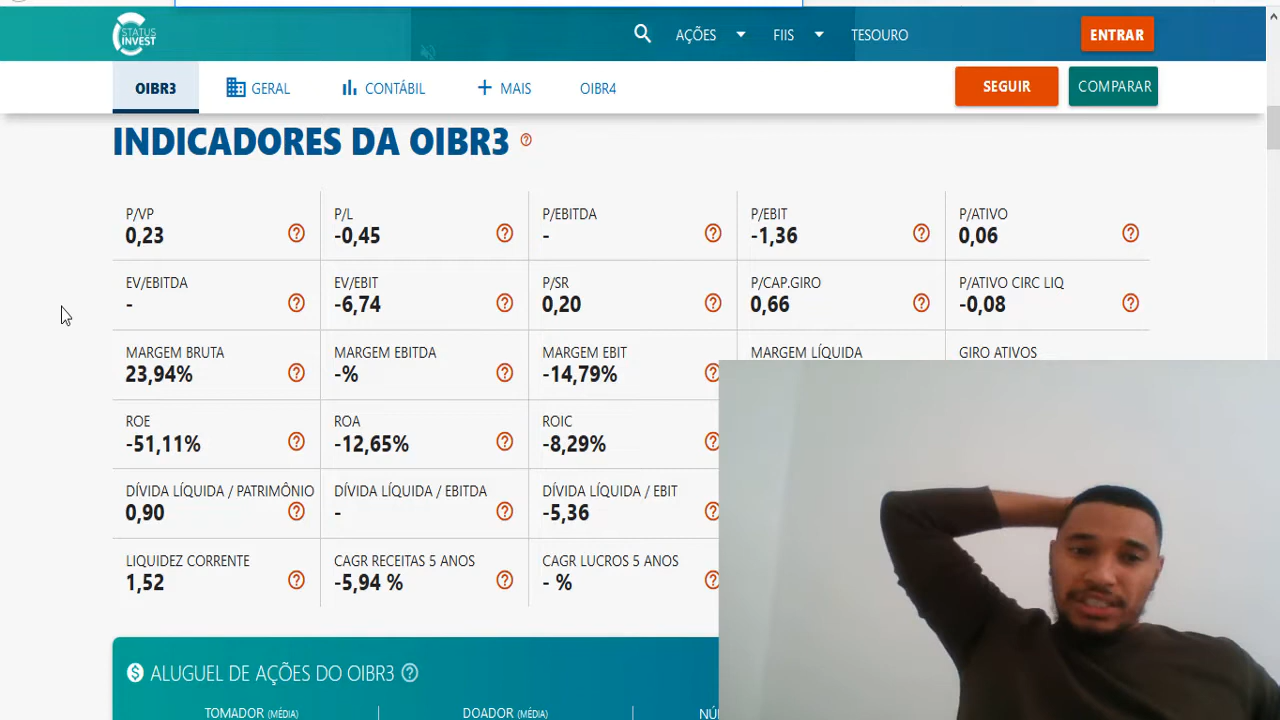 STATUS
INVEST
AÇÕES
FIIS
TESOURO
ENTRAR
OIBR3
GERAL
CONTÁBIL
+ MAIS
OIBR4
SEGUIR
COMPARAR
INDICADORES DA OIBR3
P/VP
P/L
P/EBITDA
P/EBIT
P/ATIVO
0,23
-0,45
-
-1,36
0,06
EV/EBITDA
EV/EBIT
P/SR
P/CAP.GIRO
P/ATIVO CIRC LIQ
-
-6,74
0,20
0,66
-0,08
MARGEM BRUTA
MARGEM EBITDA
MARGEM EBIT
MARGEM LÍQUIDA
GIRO ATIVOS
23,94%
-%
-14,79%
ROE
ROA
ROIC
-51,11%
-12,65%
-8,29%
DÍVIDA LÍQUIDA / PATRIMÔNIO
DÍVIDA LÍQUIDA / EBITDA
DÍVIDA LÍQUIDA / EBIT
0,90
-
-5,36
LIQUIDEZ CORRENTE
CAGR RECEITAS 5 ANOS
CAGR LUCROS 5 ANOS
1,52
-5,94 %
- %
ALUGUEL DE AÇÕES DO OIBR3
TOMADOR (MÉDIA)
DOADOR (MÉDIA)